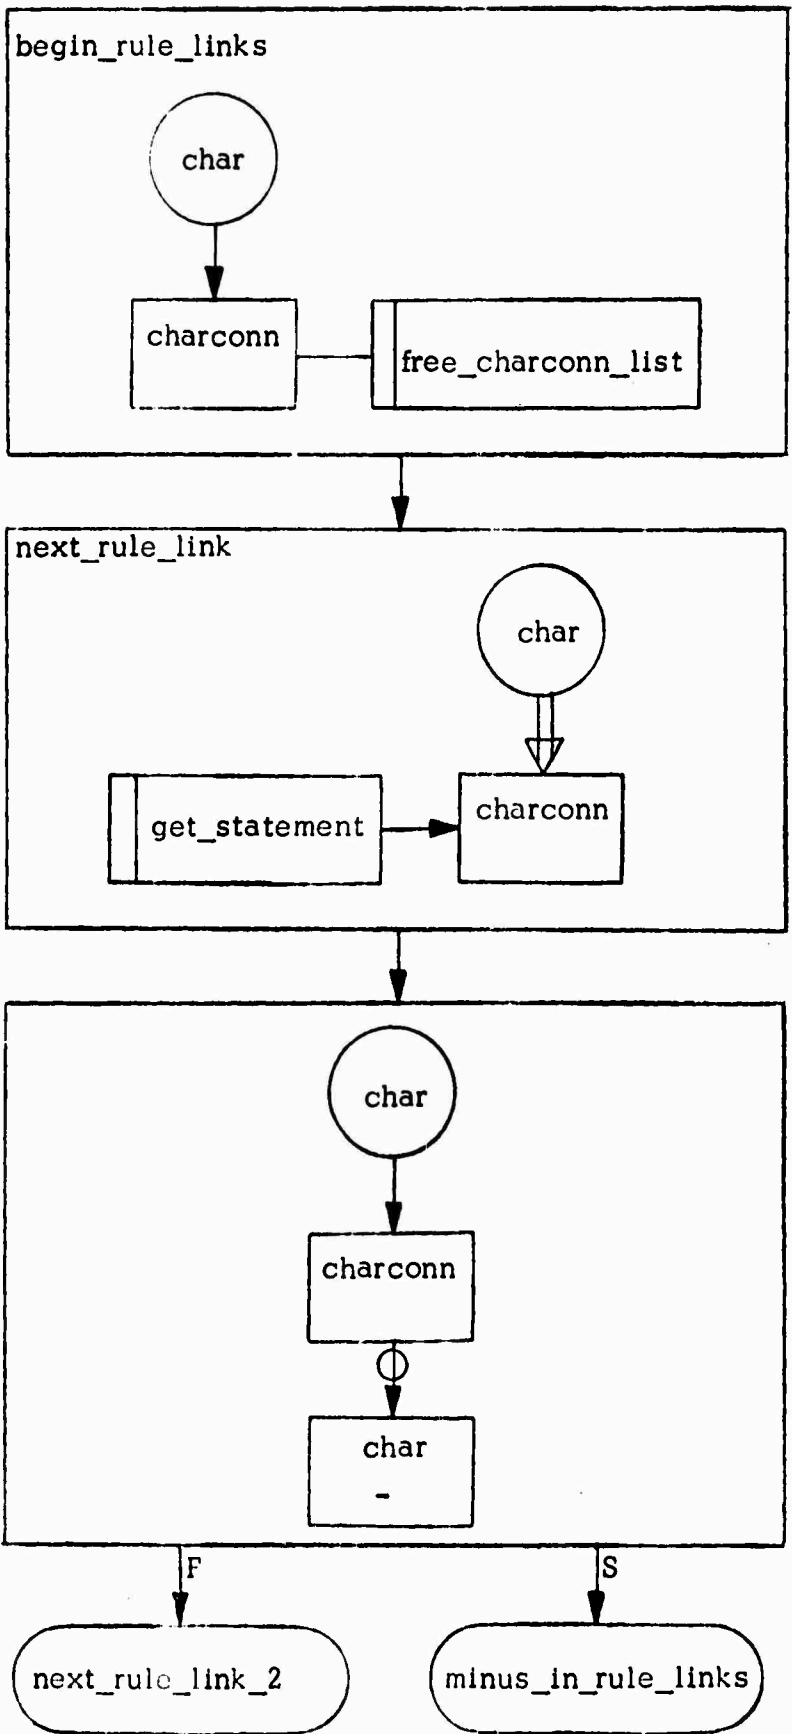 begin_rule_links
char
charconn
free_charconn_list
next_rule_link
char
get_statement
charconn
char
charconn
char
-
F
S
next_rule_link_2
minus_in_rule_links